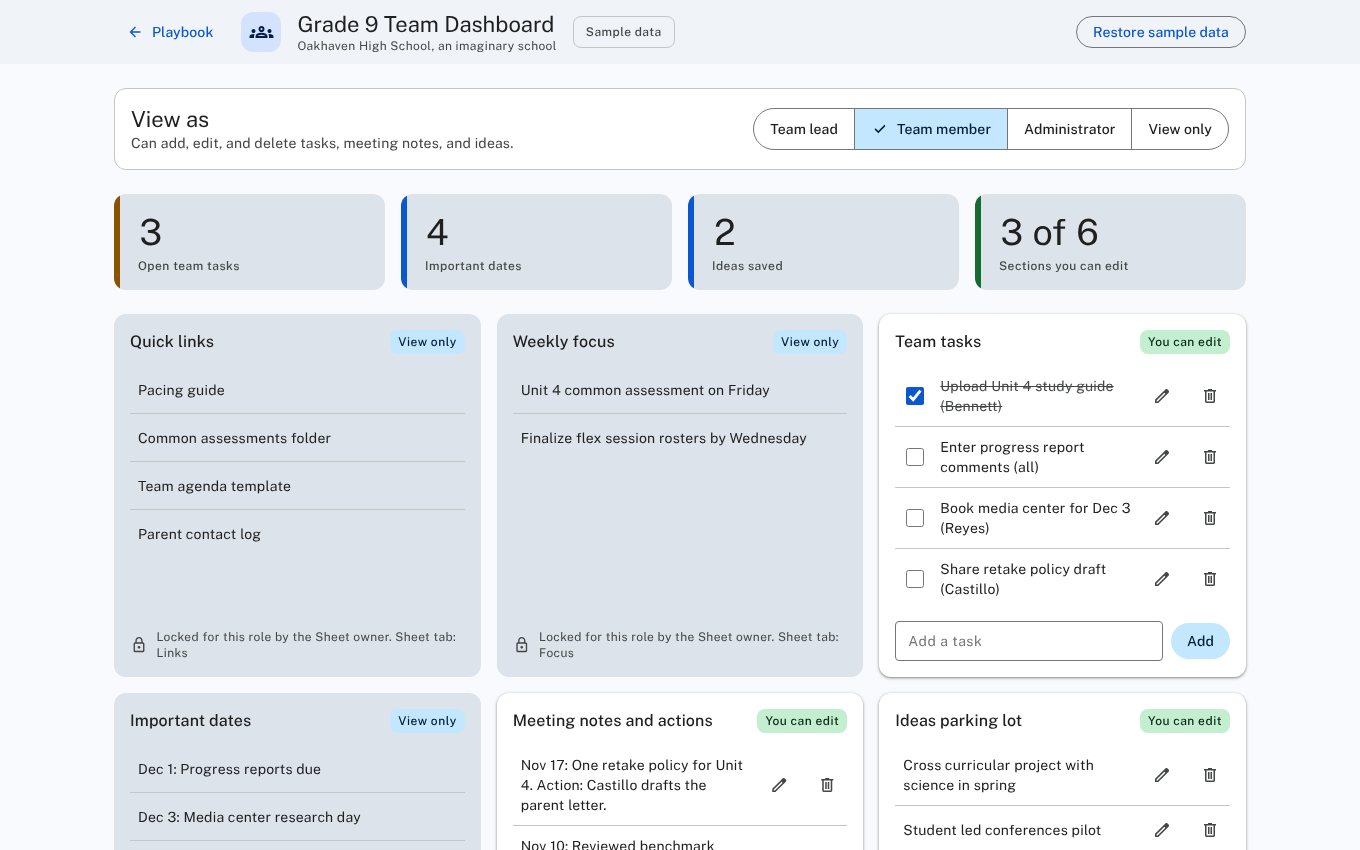 Playbook
Grade 9 Team Dashboard
Oakhaven High School, an imaginary school
Sample data
Restore sample data
View as
Can add, edit, and delete tasks, meeting notes, and ideas.
Team lead
Team member
Administrator
View only
3
Open team tasks
4
Important dates
2
Ideas saved
3 of 6
Sections you can edit
Quick links
View only
Pacing guide
Common assessments folder
Team agenda template
Parent contact log
Locked for this role by the Sheet owner. Sheet tab:
Links
Weekly focus
View only
Unit 4 common assessment on Friday
Finalize flex session rosters by Wednesday
Locked for this role by the Sheet owner. Sheet tab:
Focus
Team tasks
You can edit
Upload Unit 4 study guide
(Bennett)
Enter progress report
comments (all)
Book media center for Dec 3
(Reyes)
Share retake policy draft
(Castillo)
Add a task
Add
Important dates
View only
Dec 1: Progress reports due
Dec 3: Media center research day
Meeting notes and actions
You can edit
Nov 17: One retake policy for Unit
4. Action: Castillo drafts the
parent letter.
Nov 10: Reviewed benchmark
Ideas parking lot
You can edit
Cross curricular project with
science in spring
Student led conferences pilot